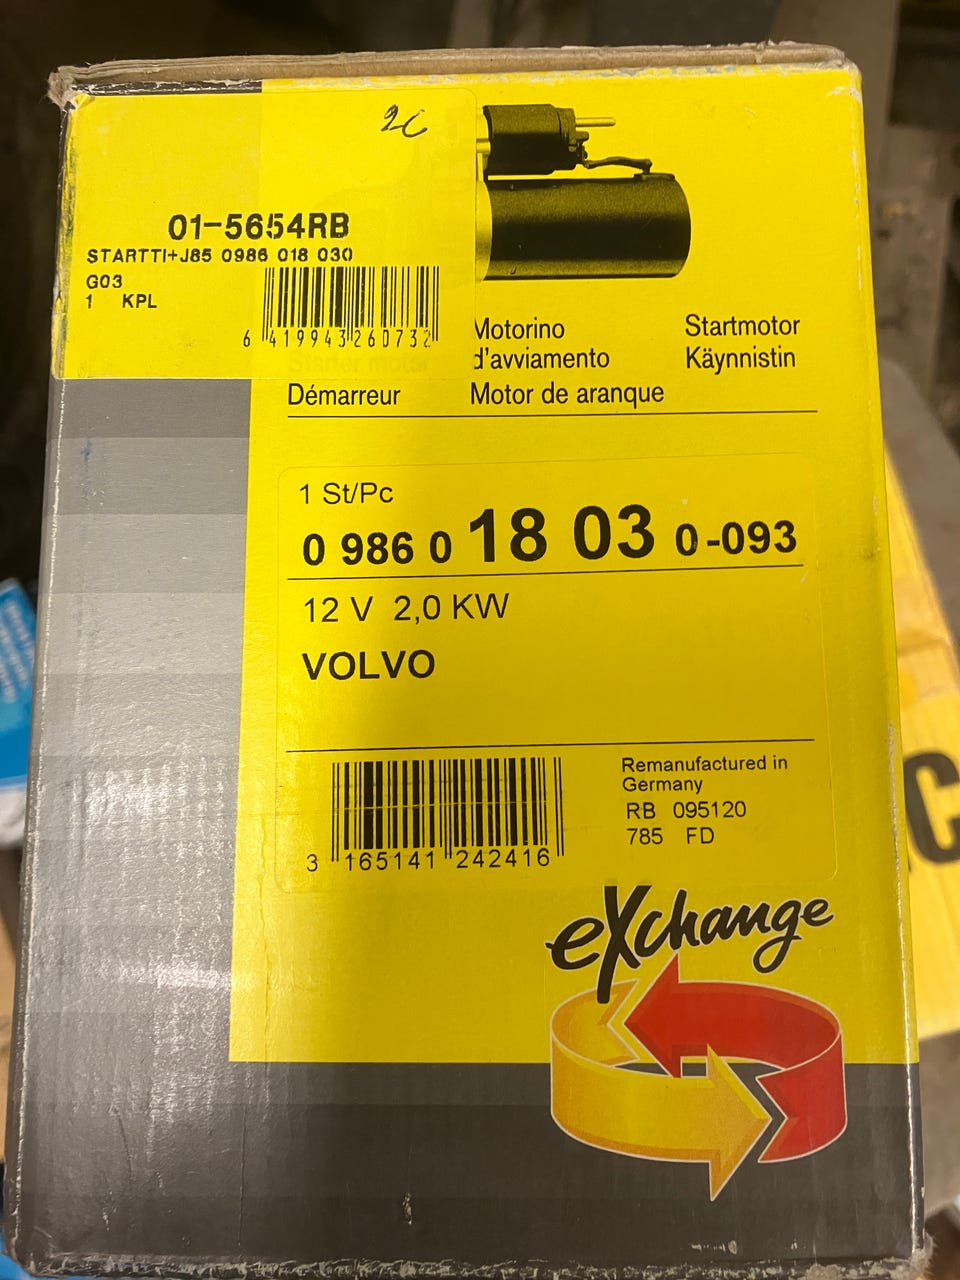 01-5654RB
STARTTI+J85 0986 018 030
G03
1 KPL
6 419943 260732
Starter motor
Démarreur
Motorino
d'avviamento
Motor de aranque
Startmotor
Käynnistin
1 St/Pc
0 986 0 18 03 0-093
12 V 2,0 KW
VOLVO
3 165141 242416
Remanufactured in
Germany
RB 095120
785 FD
eXchange
C